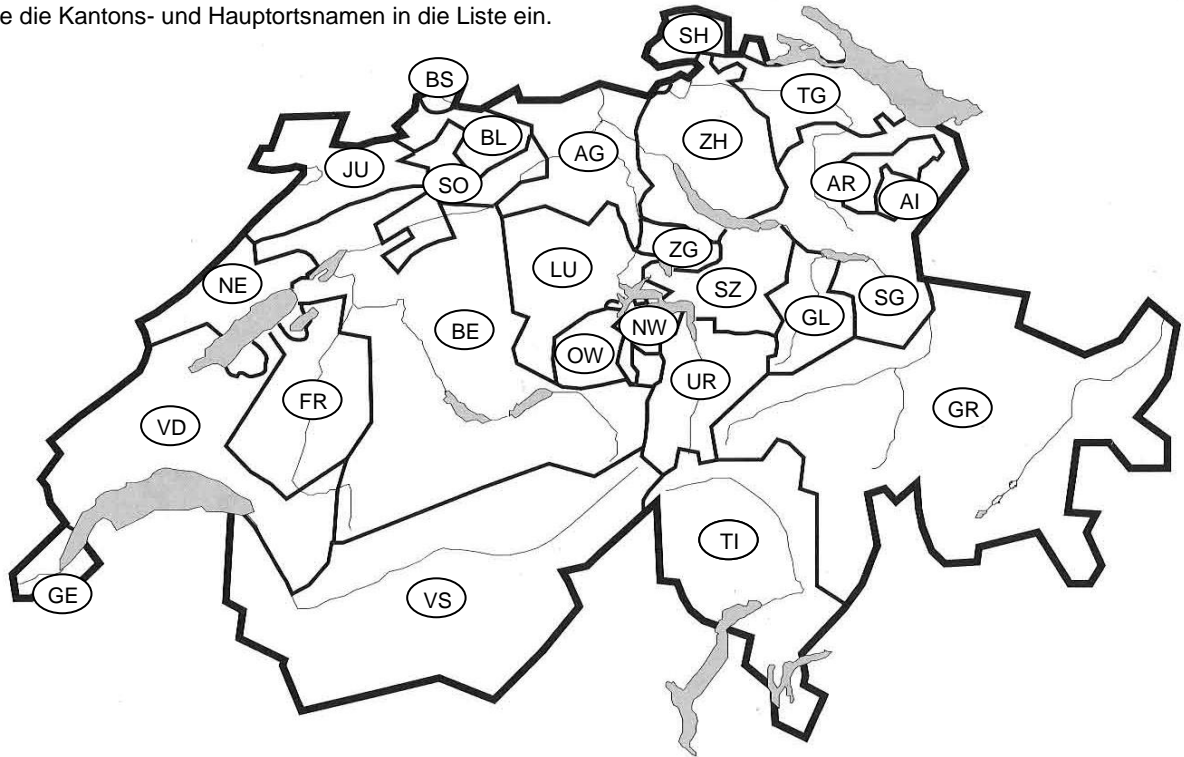 e die Kantons- und Hauptortsnamen in die Liste ein.
SH
BS
TG
BL
ZH
AG
JU
SO
AR
AI
ZG
LU
NE
SZ
SG
GL
NW
BE
OW
UR
FR
GR
VD
TI
GE
VS